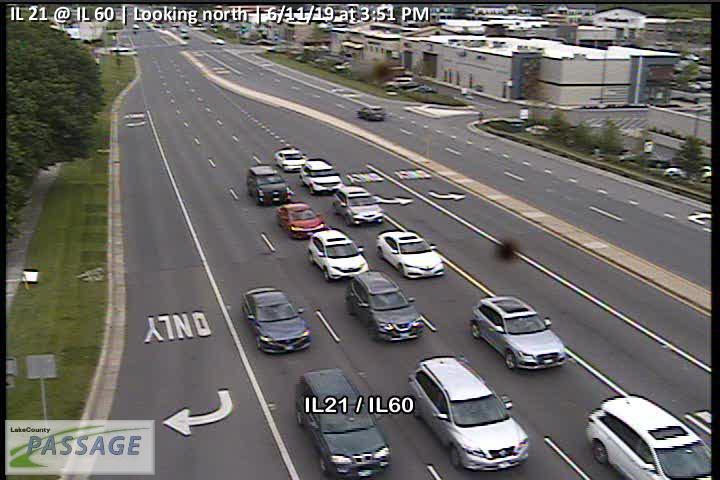 IL 21 @ IL 60 | Looking north | 6/11/19 at 3:51 PM
ONLY
IL21 / IL60
LakeCounty
PASSAGE